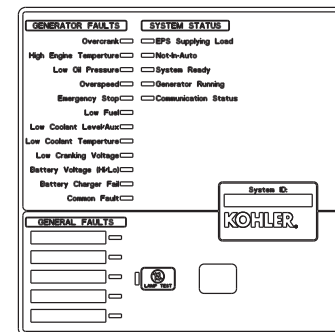 GENERATOR FAULTS
Overcrank
High Engine Temperture
Low Oil Pressure
Overspeed
Emergency Stop
Low Fuel
Low Coolant Level/Aux
Low Coolant Temperture
Low Cranking Voltage
Battery Voltage (Hi/Lo)
Battery Charger Fail
Common Fault
SYSTEM STATUS
EPS Supplying Load
Not-In-Auto
System Ready
Generator Running
Communication Status
System ID:
KOHLER.
GENERAL FAULTS
LAMP TEST